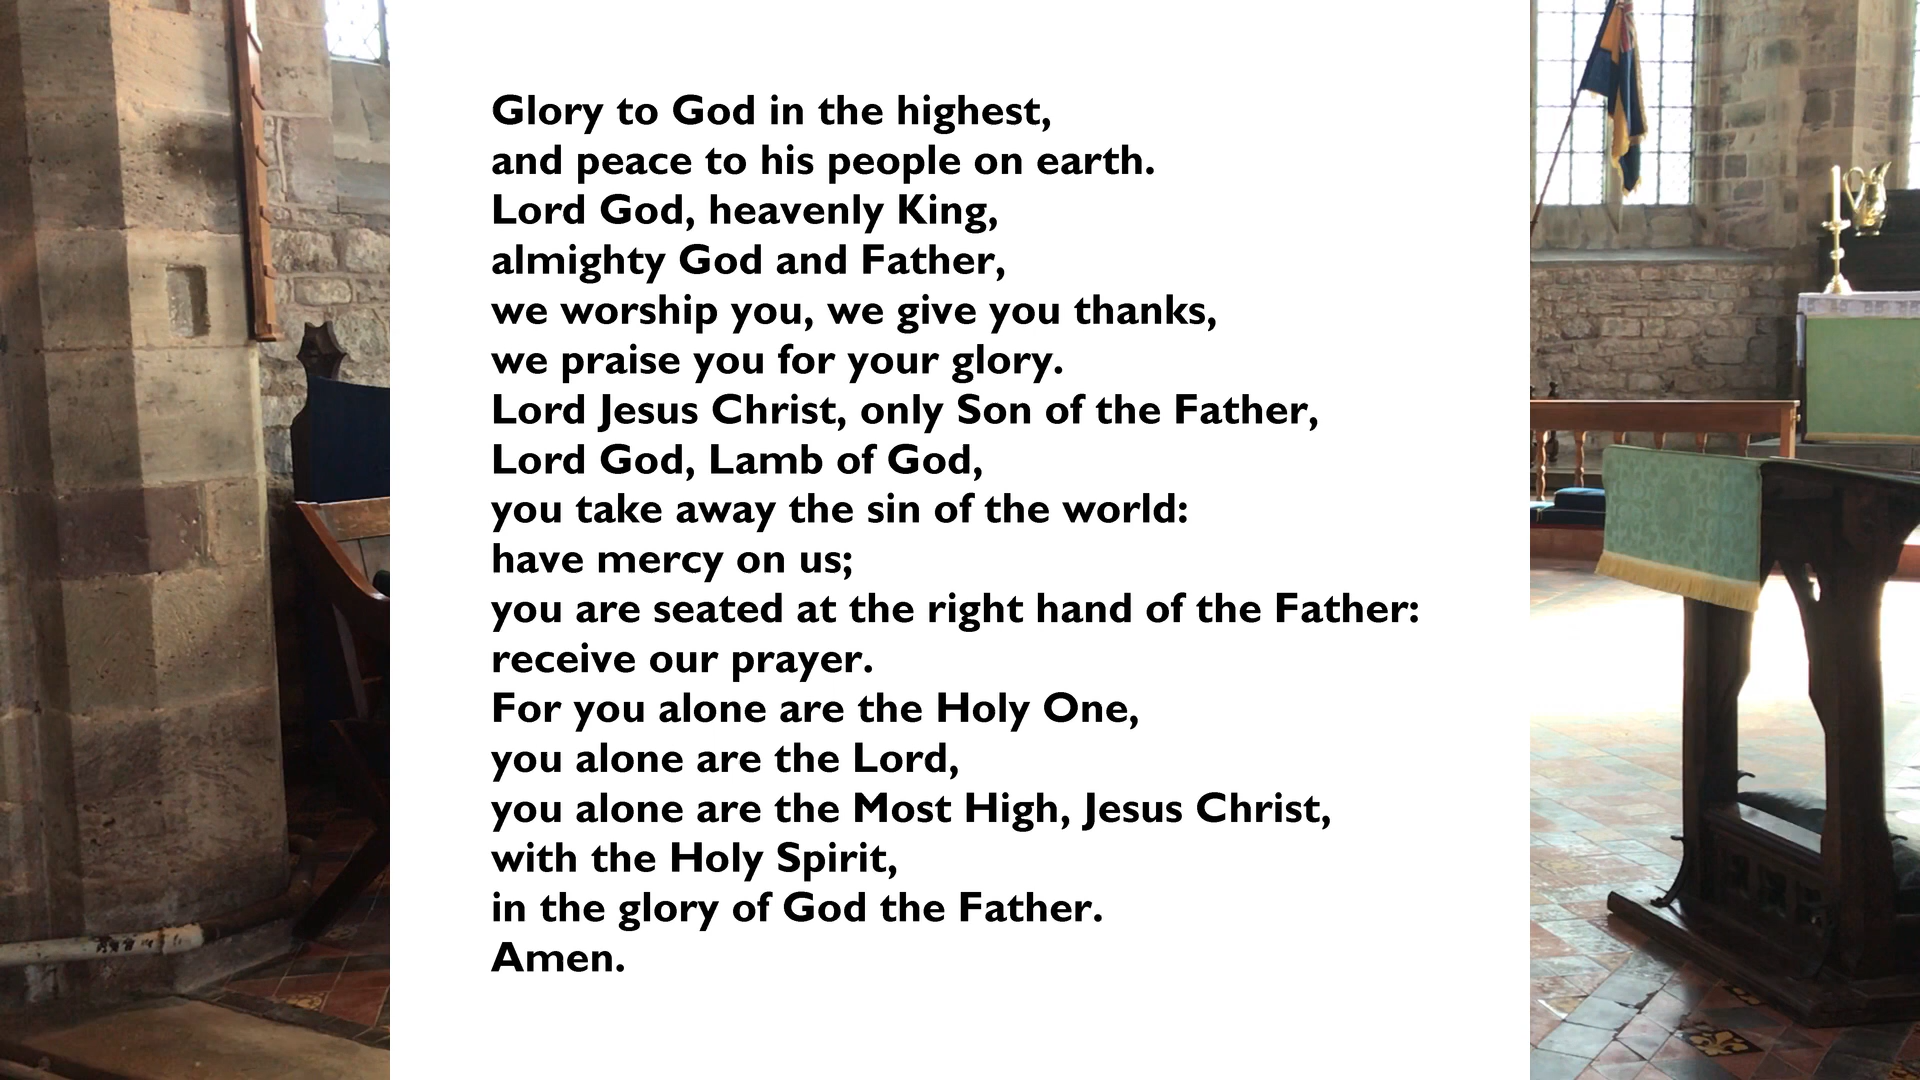 Glory to God in the highest,
and peace to his people on earth.
Lord God, heavenly King,
almighty God and Father,
we worship you, we give you thanks,
we praise you for your glory.
Lord Jesus Christ, only Son of the Father,
Lord God, Lamb of God,
you take away the sin of the world:
have mercy on us;
you are seated at the right hand of the Father:
receive our prayer.
For you alone are the Holy One,
you alone are the Lord,
you alone are the Most High, Jesus Christ,
with the Holy Spirit,
in the glory of God the Father.
Amen.